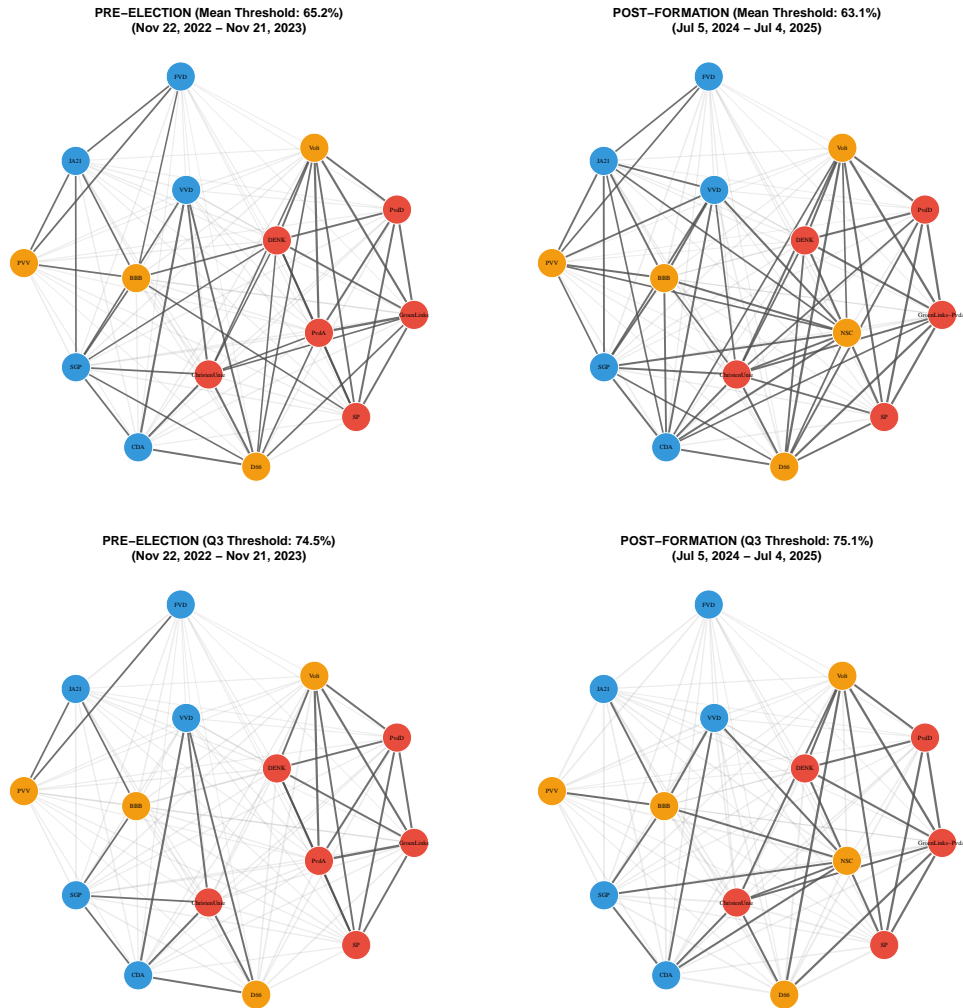 PRE−ELECTION (Mean Threshold: 65.2%)
(Nov 22, 2022 − Nov 21, 2023)
FVD
Volt
JA21
VVD
PvdD
DENK
PVV
BBB
GroenLinks
PvdA
SGP
ChristenUnie
SP
CDA
D66
POST−FORMATION (Mean Threshold: 63.1%)
(Jul 5, 2024 − Jul 4, 2025)
FVD
Volt
JA21
VVD
PvdD
DENK
PVV
BBB
GroenLinks−PvdA
NSC
SGP
ChristenUnie
SP
CDA
D66
PRE−ELECTION (Q3 Threshold: 74.5%)
(Nov 22, 2022 − Nov 21, 2023)
FVD
Volt
JA21
VVD
PvdD
DENK
PVV
BBB
GroenLinks
PvdA
SGP
ChristenUnie
SP
CDA
D66
POST−FORMATION (Q3 Threshold: 75.1%)
(Jul 5, 2024 − Jul 4, 2025)
FVD
Volt
JA21
VVD
PvdD
DENK
PVV
BBB
GroenLinks−PvdA
NSC
SGP
ChristenUnie
SP
CDA
D66